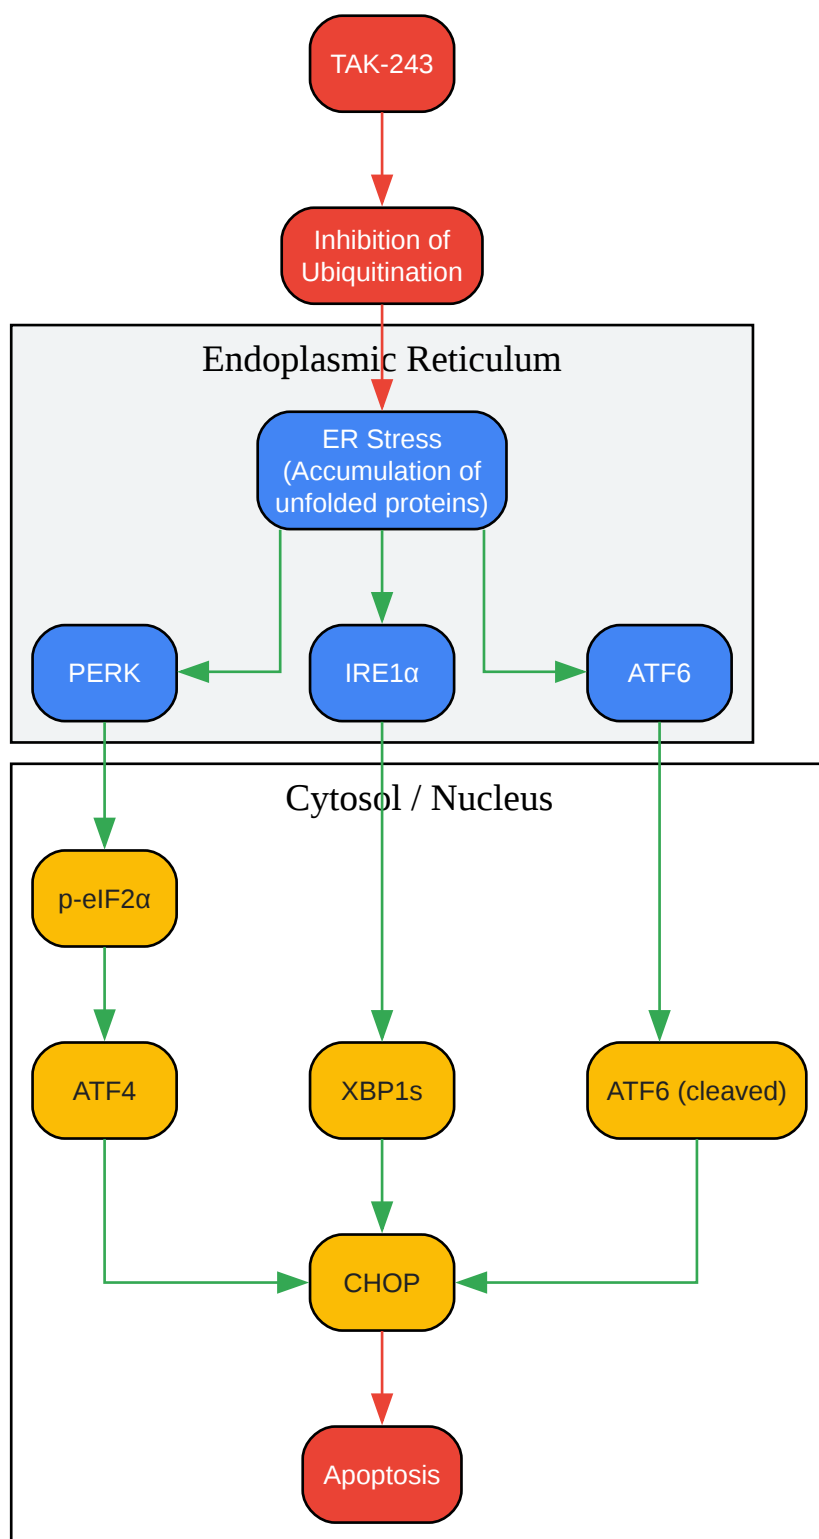 TAK-243
Inhibition of
Ubiquitination
Endoplasmic Reticulum
ER Stress
(Accumulation of
unfolded proteins)
PERK
IRE1α
ATF6
Cytosol / Nucleus
p-eIF2α
ATF4
XBP1s
ATF6 (cleaved)
CHOP
Apoptosis